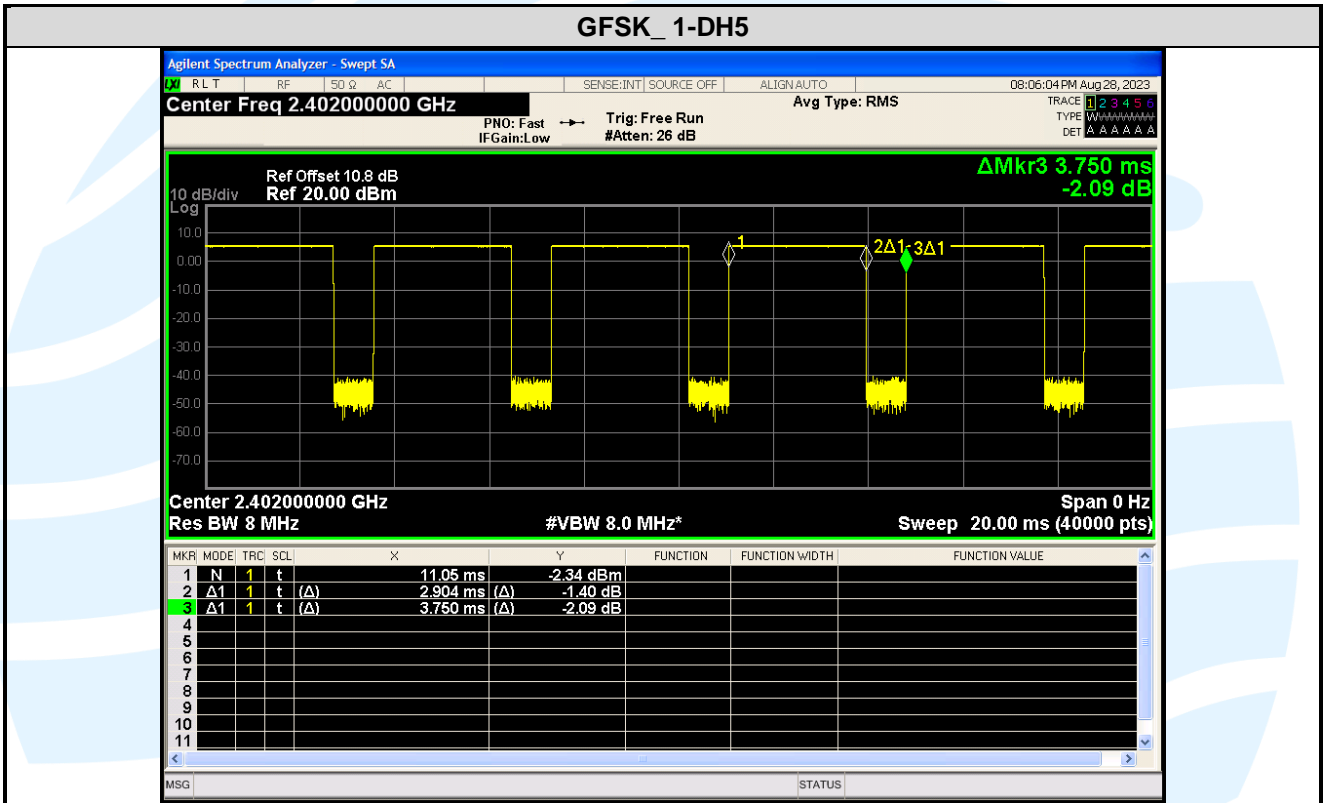 GFSK_ 1-DH5
Agilent Spectrum Analyzer - Swept SA
LXI R L T RF 50 Ω AC SENSE:INT SOURCE OFF ALIGN AUTO 08:06:04 PM Aug 28, 2023
Center Freq 2.402000000 GHz
Avg Type: RMS
TRACE 1 2 3 4 5 6
PNO: Fast Trig: Free Run
TYPE W
IFGain:Low #Atten: 26 dB
DET A A A A A A
ΔMkr3 3.750 ms
-2.09 dB
Ref Offset 10.8 dB
10 dB/div Ref 20.00 dBm
Log
10.0
0.00
-10.0
-20.0
-30.0
-40.0
-50.0
-60.0
-70.0
1
2Δ1
3Δ1
Center 2.402000000 GHz Span 0 Hz
Res BW 8 MHz #VBW 8.0 MHz* Sweep 20.00 ms (40000 pts)
MKR MODE TRC SCL X Y FUNCTION FUNCTION WIDTH FUNCTION VALUE
1 N 1 t 11.05 ms -2.34 dBm
2 Δ1 1 t (Δ) 2.904 ms (Δ) -1.40 dB
3 Δ1 1 t (Δ) 3.750 ms (Δ) -2.09 dB
4
5
6
7
8
9
10
11
MSG STATUS